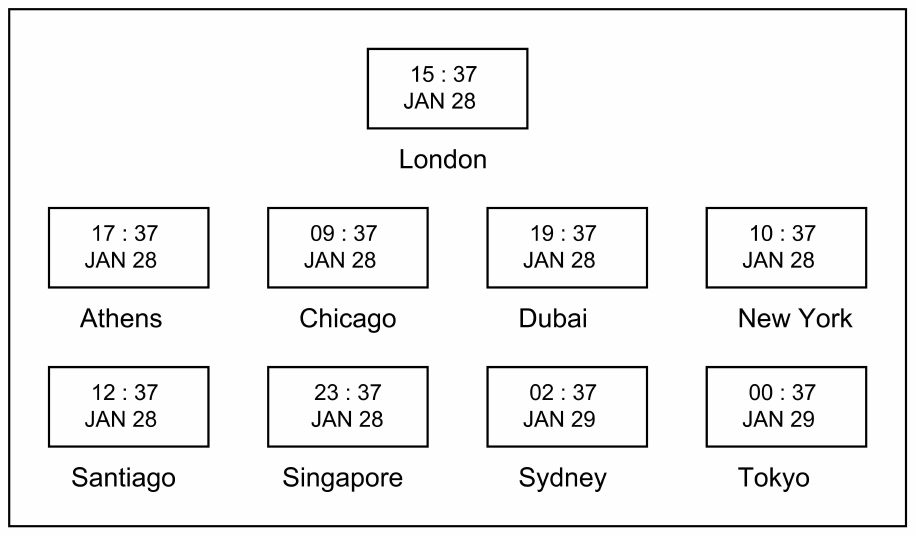 15 : 37
JAN 28
London
17 : 37
JAN 28
Athens
09 : 37
JAN 28
Chicago
19 : 37
JAN 28
Dubai
10 : 37
JAN 28
New York
12 : 37
JAN 28
Santiago
23 : 37
JAN 28
Singapore
02 : 37
JAN 29
Sydney
00 : 37
JAN 29
Tokyo